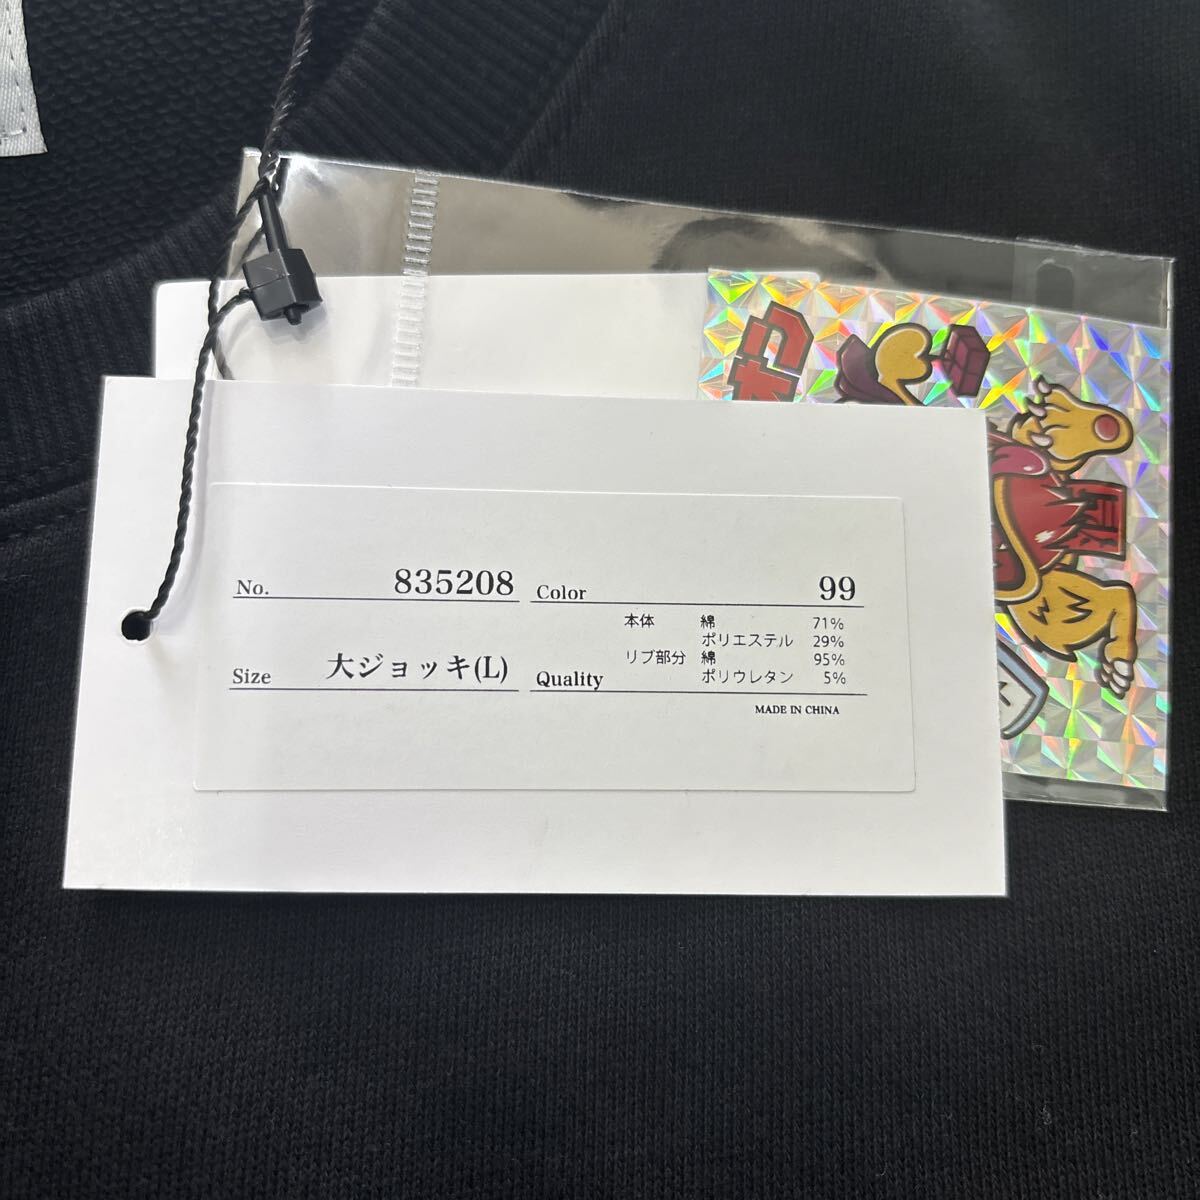 オン
No. 835208 Color 99
本体 綿 71%
ポリエステル 29%
リブ部分 綿 95%
ポリウレタン 5%
Size 大ジョッキ(L) Quality
MADE IN CHINA